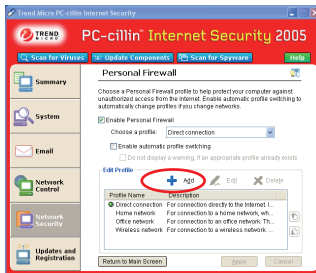 Trend Micro PC-cillin Internet Security
TREND MICRO PC-cillin™ Internet Security 2005
Scan for Viruses Update Components Scan for Spyware Help
Summary
System
Email
Network Control
Network Security
Updates and Registration
Personal Firewall
Choose a Personal Firewall profile to help protect your computer against
unauthorized access from the Internet. Enable automatic profile switching to
automatically change profiles if you change networks.
Enable Personal Firewall
Choose a profile: Direct connection
Enable automatic profile switching
Do not display a warning, if an appropriate profile already exists
Edit Profile
Add Edit Delete
Profile Name Description
Direct connection For connection directly to the Internet. I...
Home network For connection to a home network, wh...
Office network For connection to an office network. Th...
Wireless network For connection to a wireless network. ...
Return to Main Screen Apply Cancel